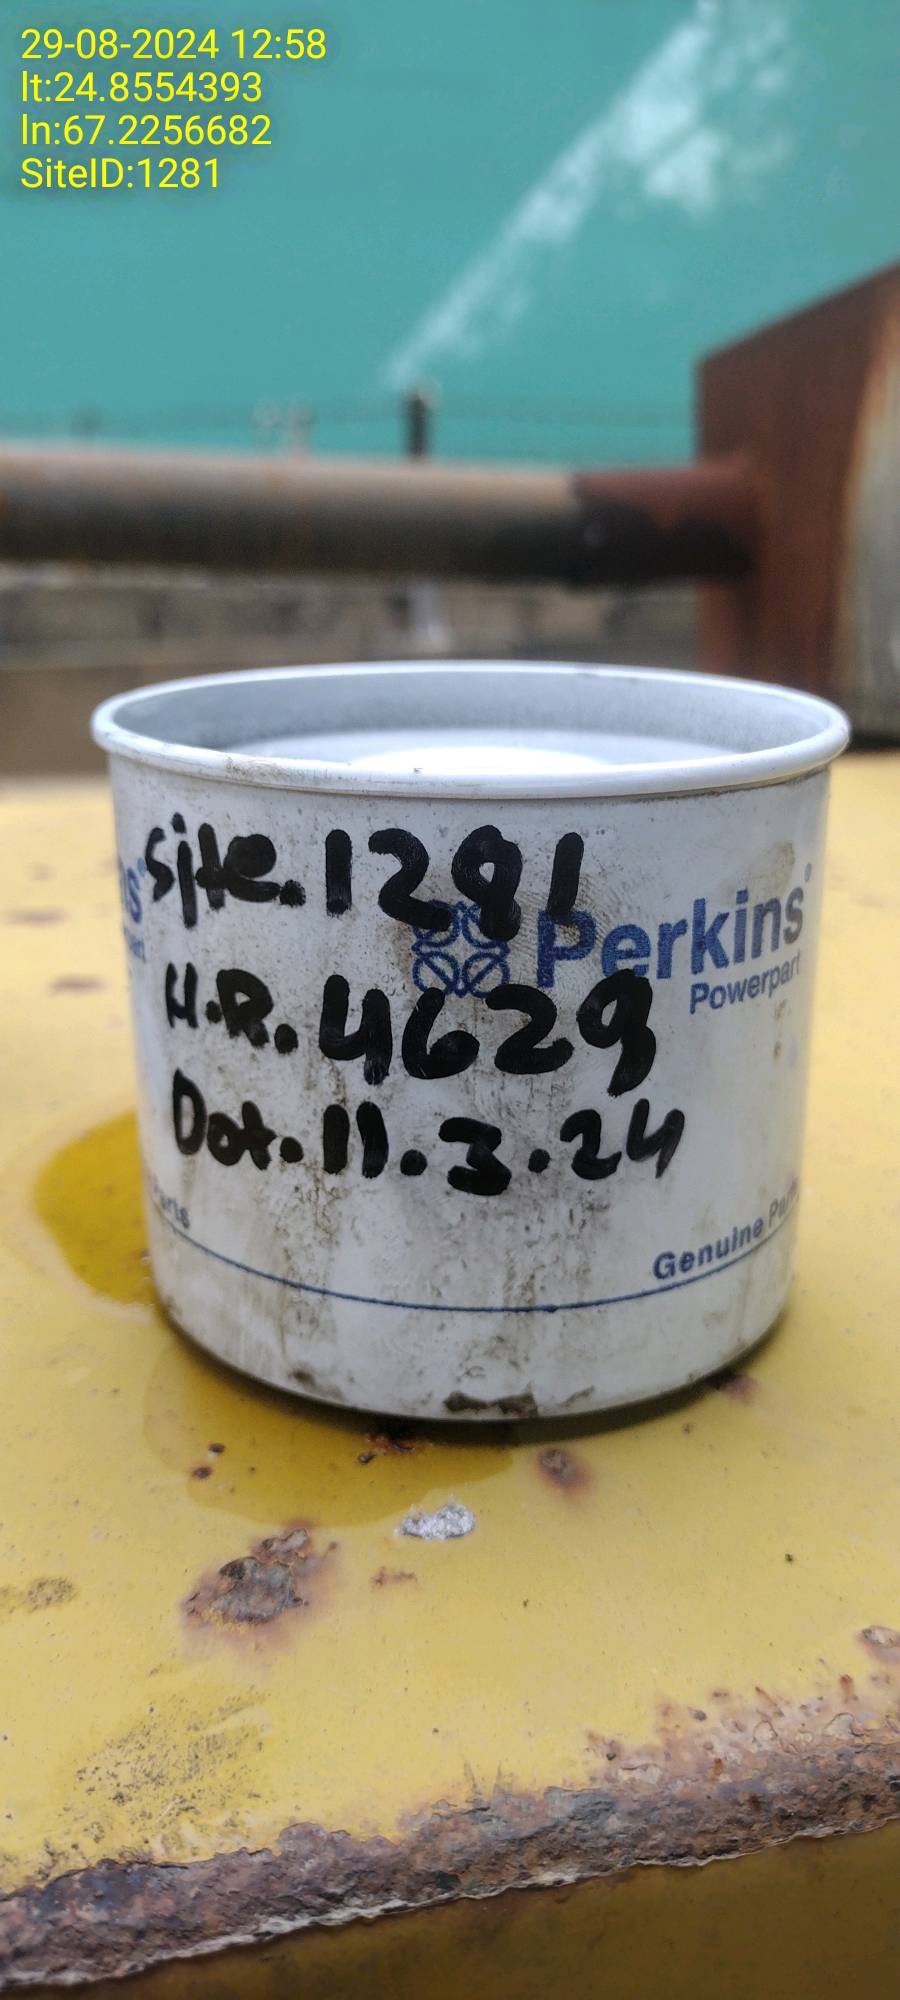 29-08-2024 12:58
lt:24.8554393
ln:67.2256682
SiteID:1281
site.1281
Perkins
Powerpart
H.R.4629
Dat.11.3.24
Genuine Parts